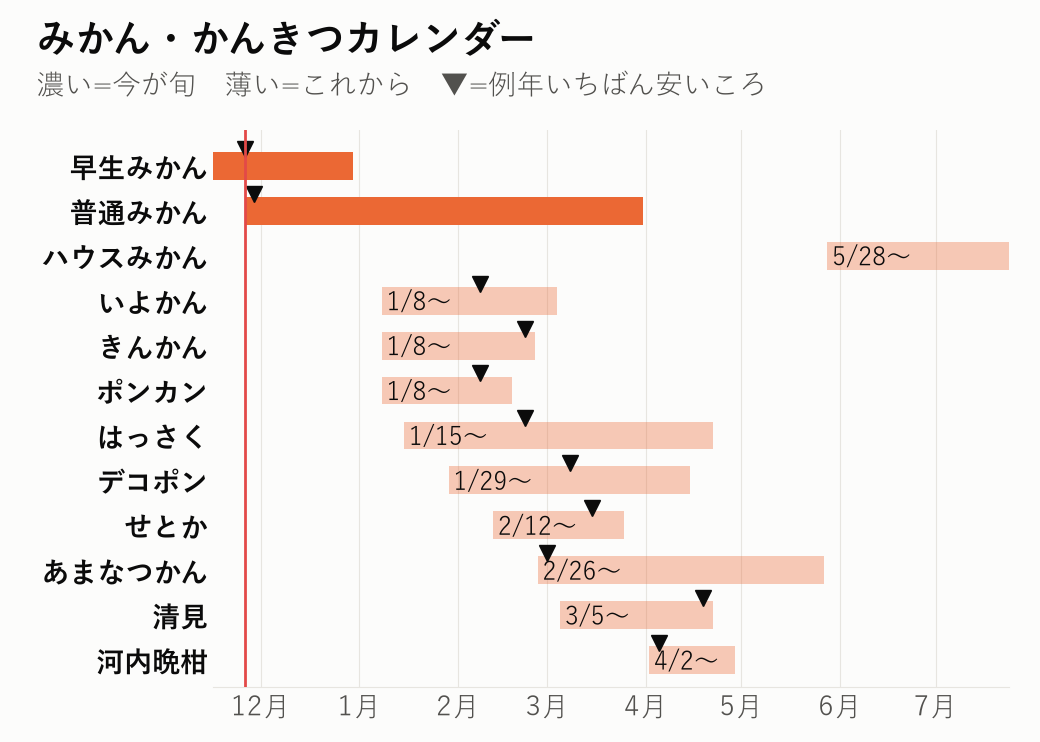 みかん・かんきつカレンダー
濃い=今が旬　薄い=これから　▼=例年いちばん安いころ
早生みかん
普通みかん
ハウスみかん 5/28〜
いよかん 1/8〜
きんかん 1/8〜
ポンカン 1/8〜
はっさく 1/15〜
デコポン 1/29〜
せとか 2/12〜
あまなつかん 2/26〜
清見 3/5〜
河内晩柑 4/2〜
12月 1月 2月 3月 4月 5月 6月 7月